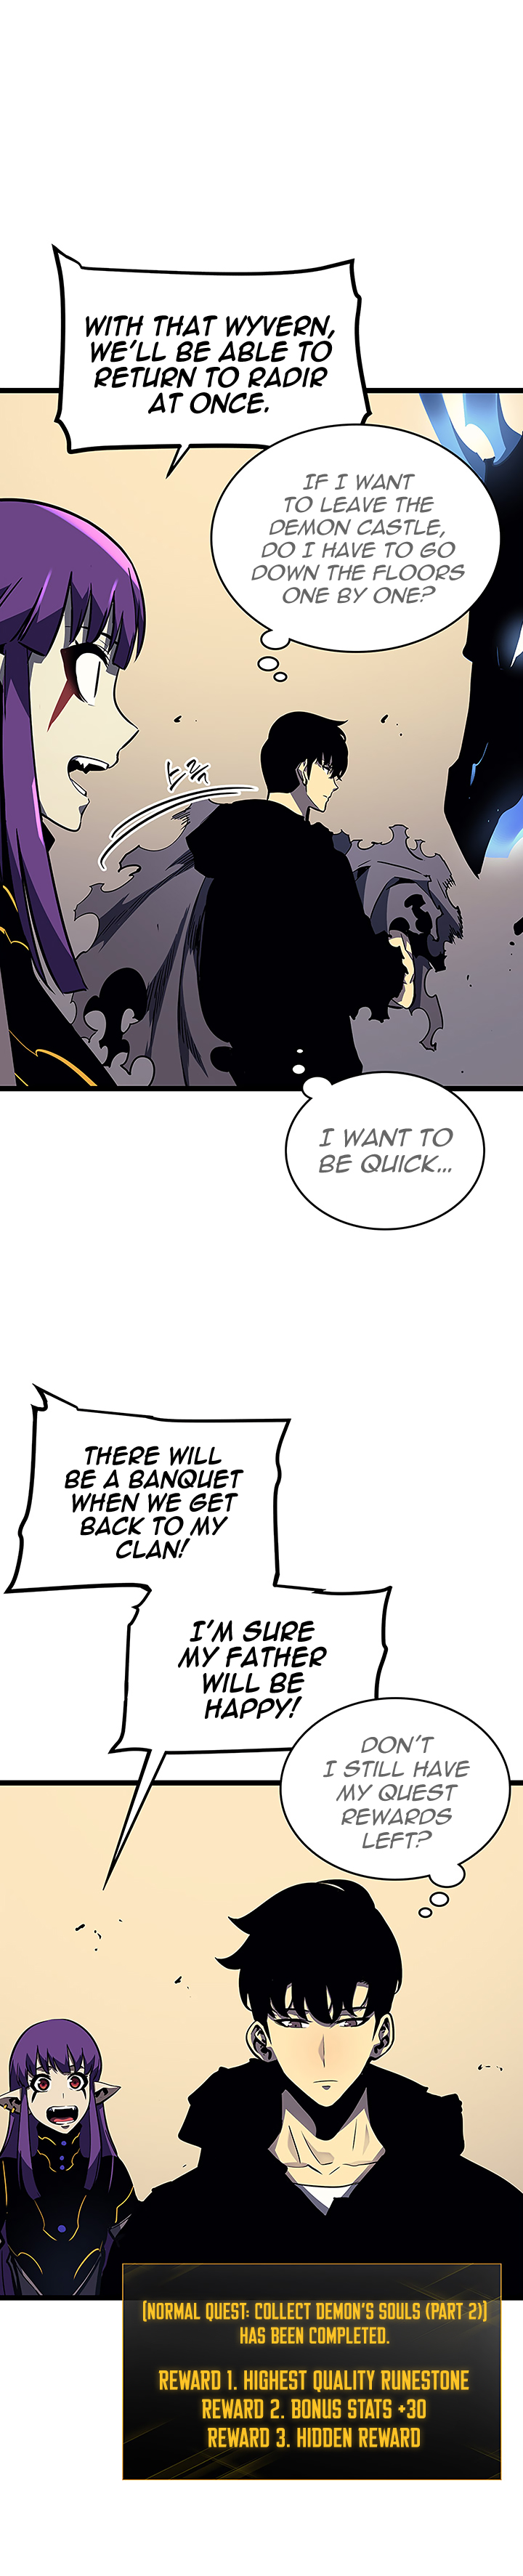 WITH THAT WYVERN,
WE'LL BE ABLE TO
RETURN TO RADIR
AT ONCE.
IF I WANT
TO LEAVE THE
DEMON CASTLE,
DO I HAVE TO GO
DOWN THE FLOORS
ONE BY ONE?
I WANT TO
BE QUICK...
THERE WILL
BE A BANQUET
WHEN WE GET
BACK TO MY
CLAN!
I'M SURE
MY FATHER
WILL BE
HAPPY!
DON'T
I STILL HAVE
MY QUEST
REWARDS
LEFT?
[NORMAL QUEST: COLLECT DEMON'S SOULS (PART 2)]
HAS BEEN COMPLETED.
REWARD 1. HIGHEST QUALITY RUNESTONE
REWARD 2. BONUS STATS +30
REWARD 3. HIDDEN REWARD